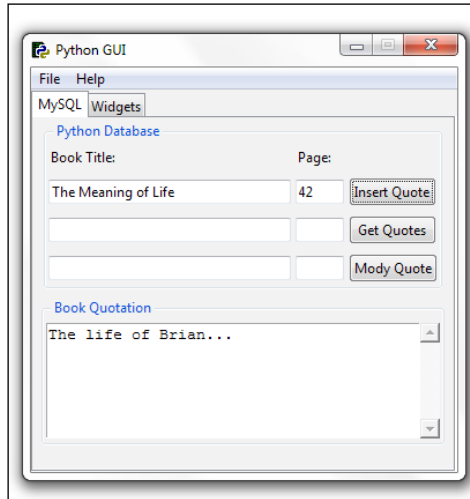 Python GUI
File Help
MySQL Widgets
Python Database
Book Title: Page:
The Meaning of Life 42 Insert Quote
Get Quotes
Mody Quote
Book Quotation
The life of Brian...